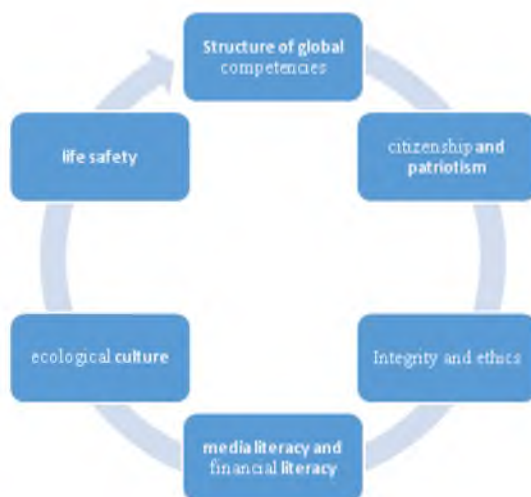 Structure of global
competencies
citizenship and
patriotism
Integrity and ethics
media literacy and
financial literacy
ecological culture
life safety